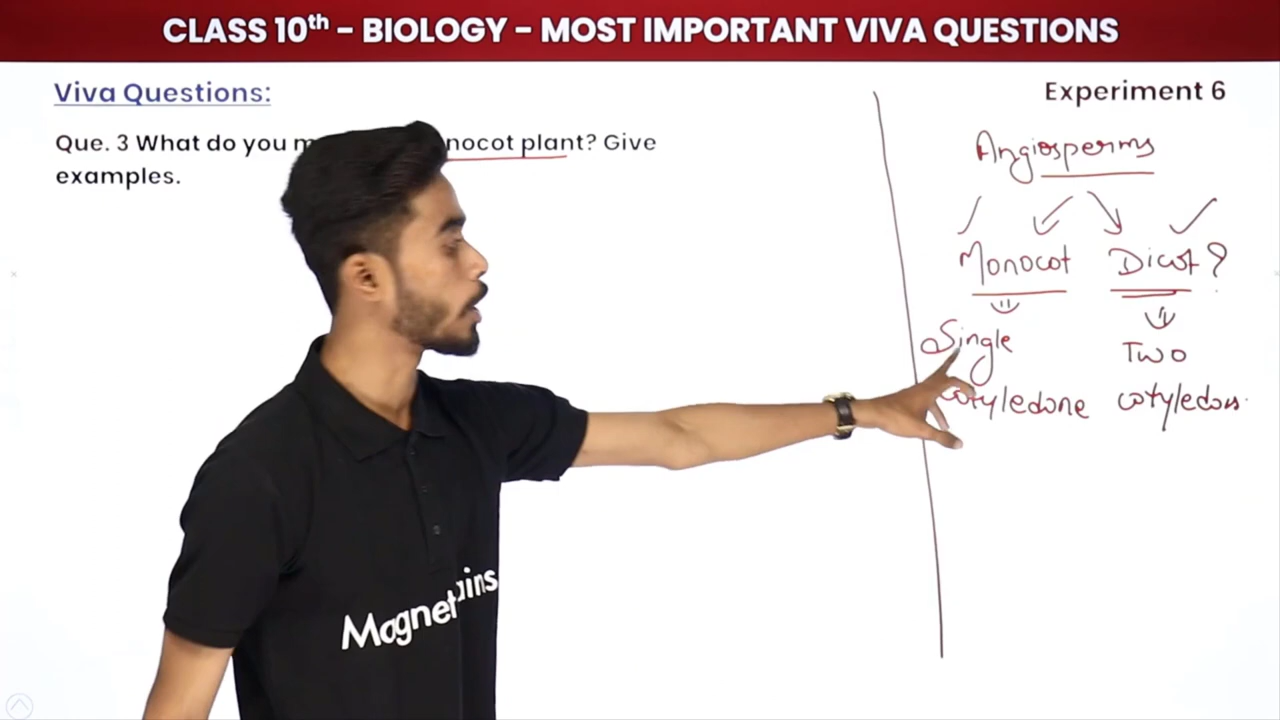 CLASS 10th - BIOLOGY - MOST IMPORTANT VIVA QUESTIONS
Viva Questions:
Experiment 6
Que. 3 What do you nocot plant? Give
examples.
Angiosperms
Monocot Dicot ?
Single Two
cotyledone cotyledons.
Magnet ains